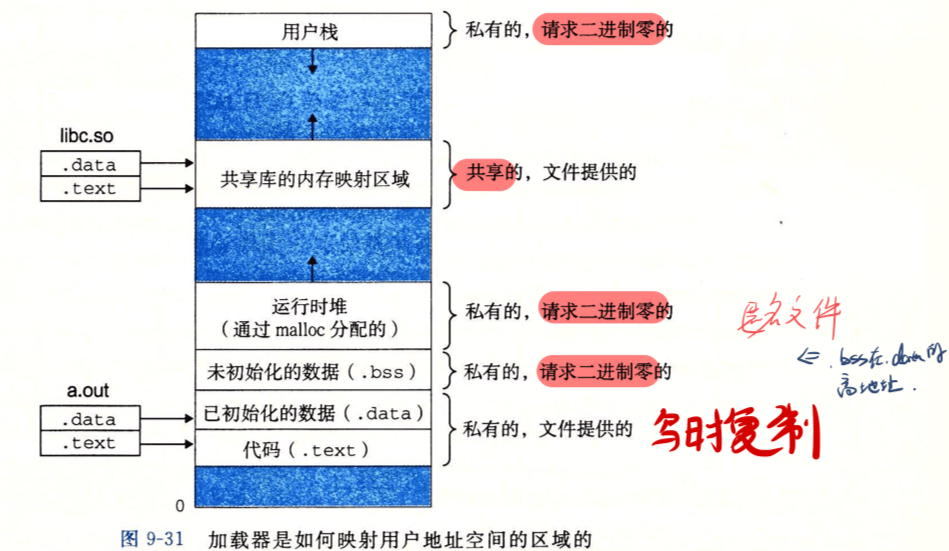 用户栈
私有的，请求二进制零的
libc.so
.data
.text
共享库的内存映射区域
共享的，文件提供的
运行时堆
（通过 malloc 分配的）
私有的，请求二进制零的
匿名文件
未初始化的数据（.bss）
私有的，请求二进制零的
⇐ .bss在.data的
高地址.
a.out
.data
.text
已初始化的数据（.data）
代码（.text）
私有的，文件提供的
写时复制
0
图 9-31 加载器是如何映射用户地址空间的区域的